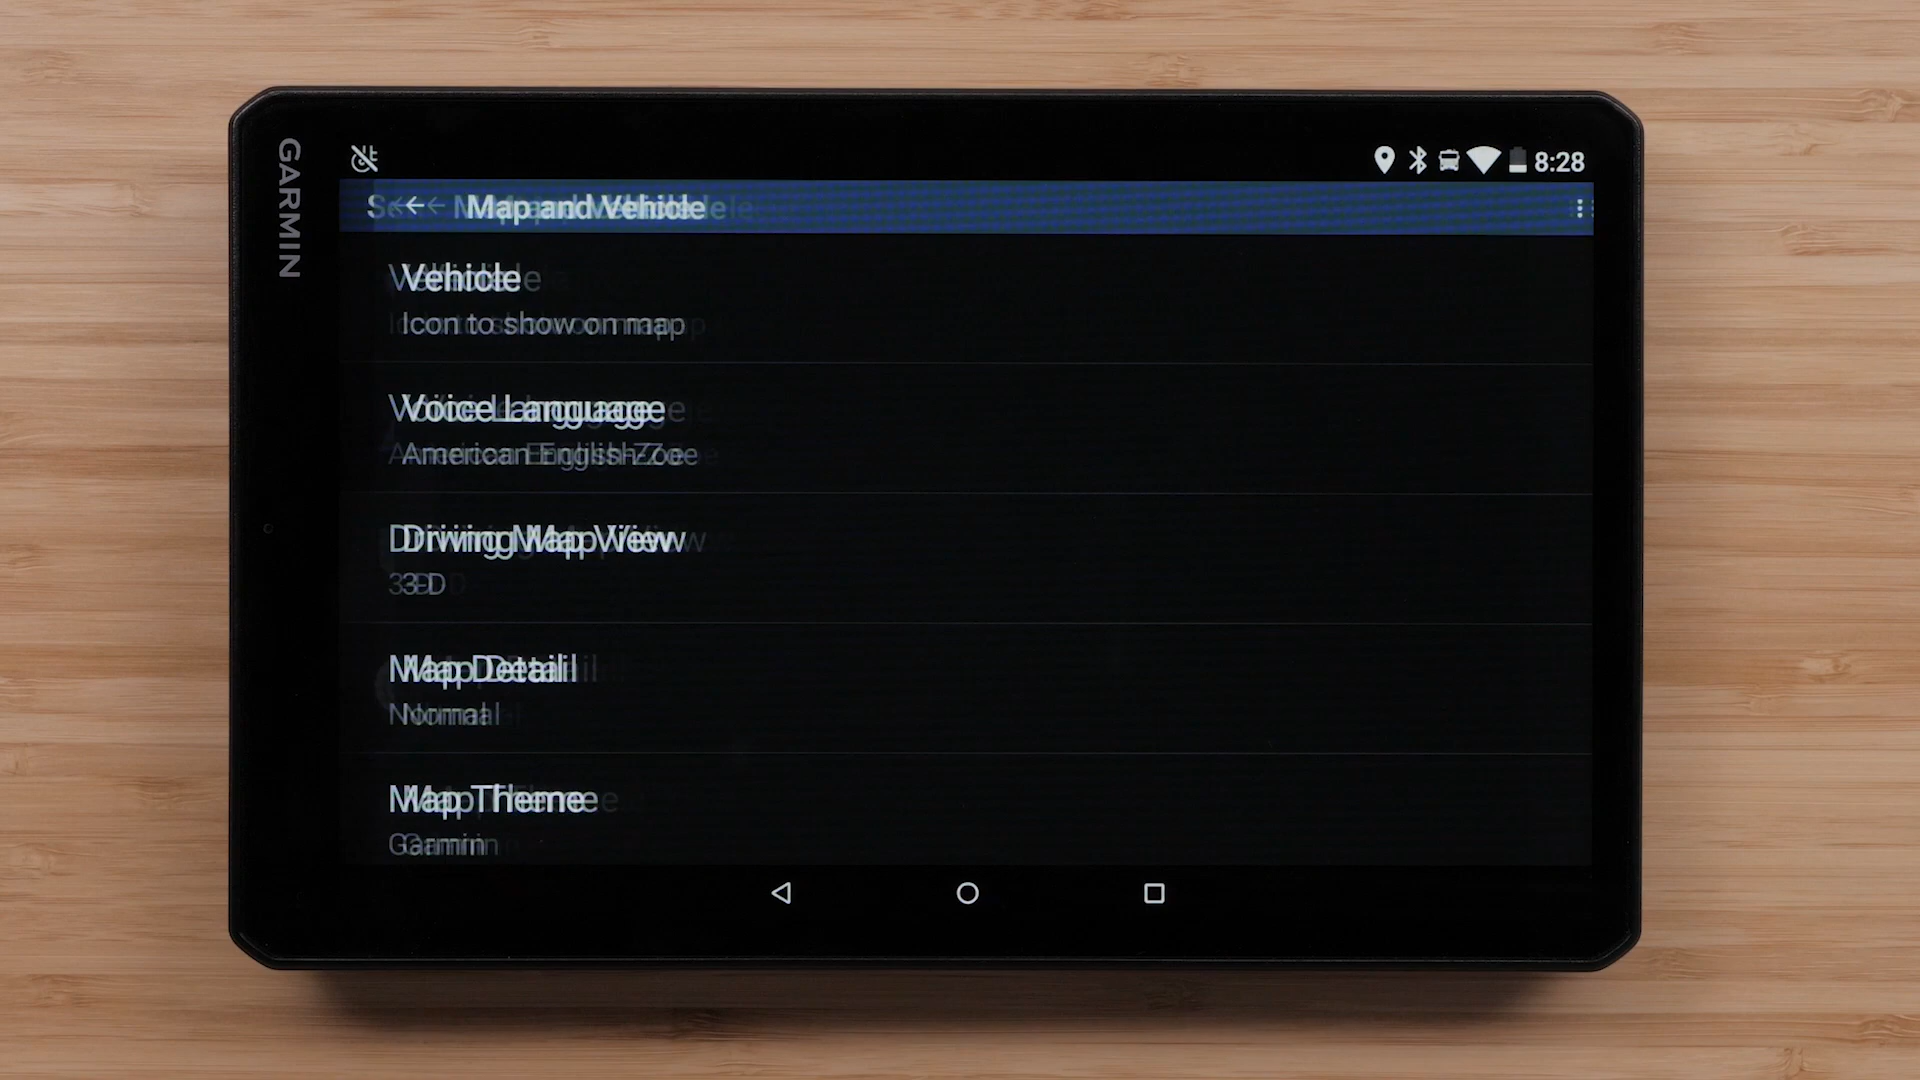 GARMIN
8:28
Map and Vehicle
Vehicle
Icon to show on map
Voice Language
American English-Zoe
Driving Map View
3-D
Map Detail
Normal
Map Theme
Garmin